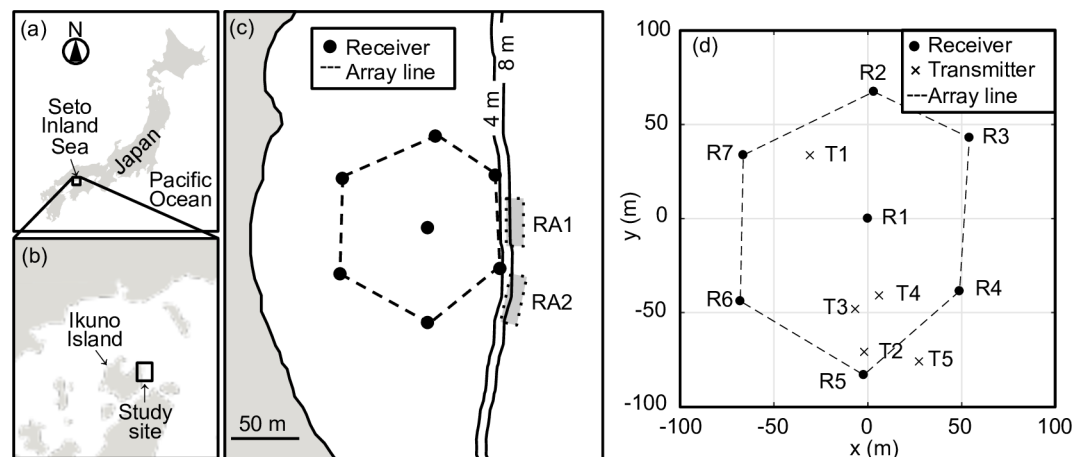 (a)
N
Seto
Inland
Sea
Japan
Pacific
Ocean
(b)
Ikuno
Island
Study
site
(c)
Receiver
Array line
8 m
4 m
RA1
RA2
50 m
(d)
Receiver
Transmitter
Array line
R2
R3
R7
T1
R1
R6
T3
T4
R4
T2
T5
R5
100
50
0
-50
-100
y (m)
-100
-50
0
50
100
x (m)